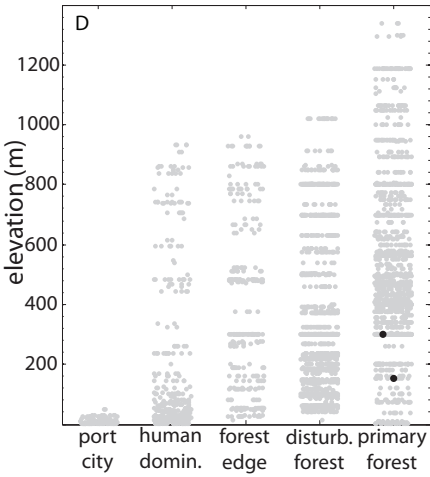 D
1200
1000
800
600
400
200
elevation (m)
port human forest disturb. primary
city domin. edge forest forest